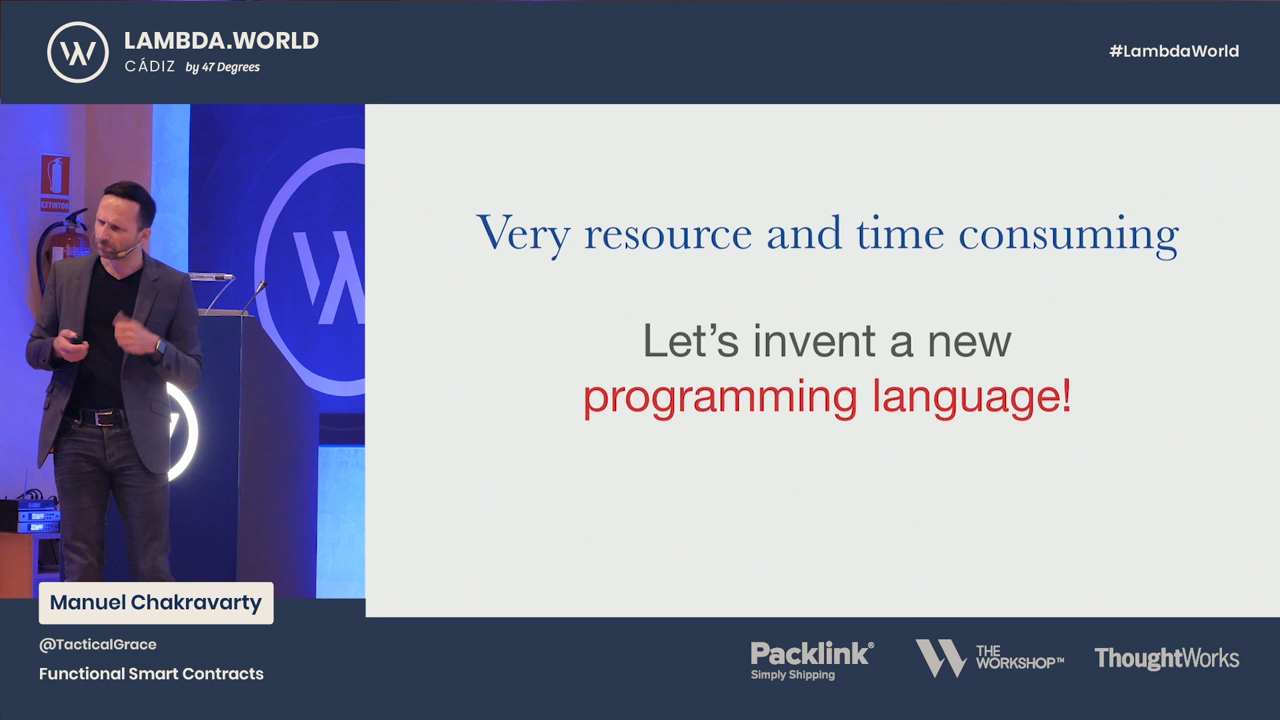 LAMBDA.WORLD
CÁDIZ by 47 Degrees
#LambdaWorld
EXTINTOR
Very resource and time consuming
Let's invent a new
programming language!
Manuel Chakravarty
@TacticalGrace
Functional Smart Contracts
Packlink®
Simply Shipping
THE
WORKSHOP™
ThoughtWorks